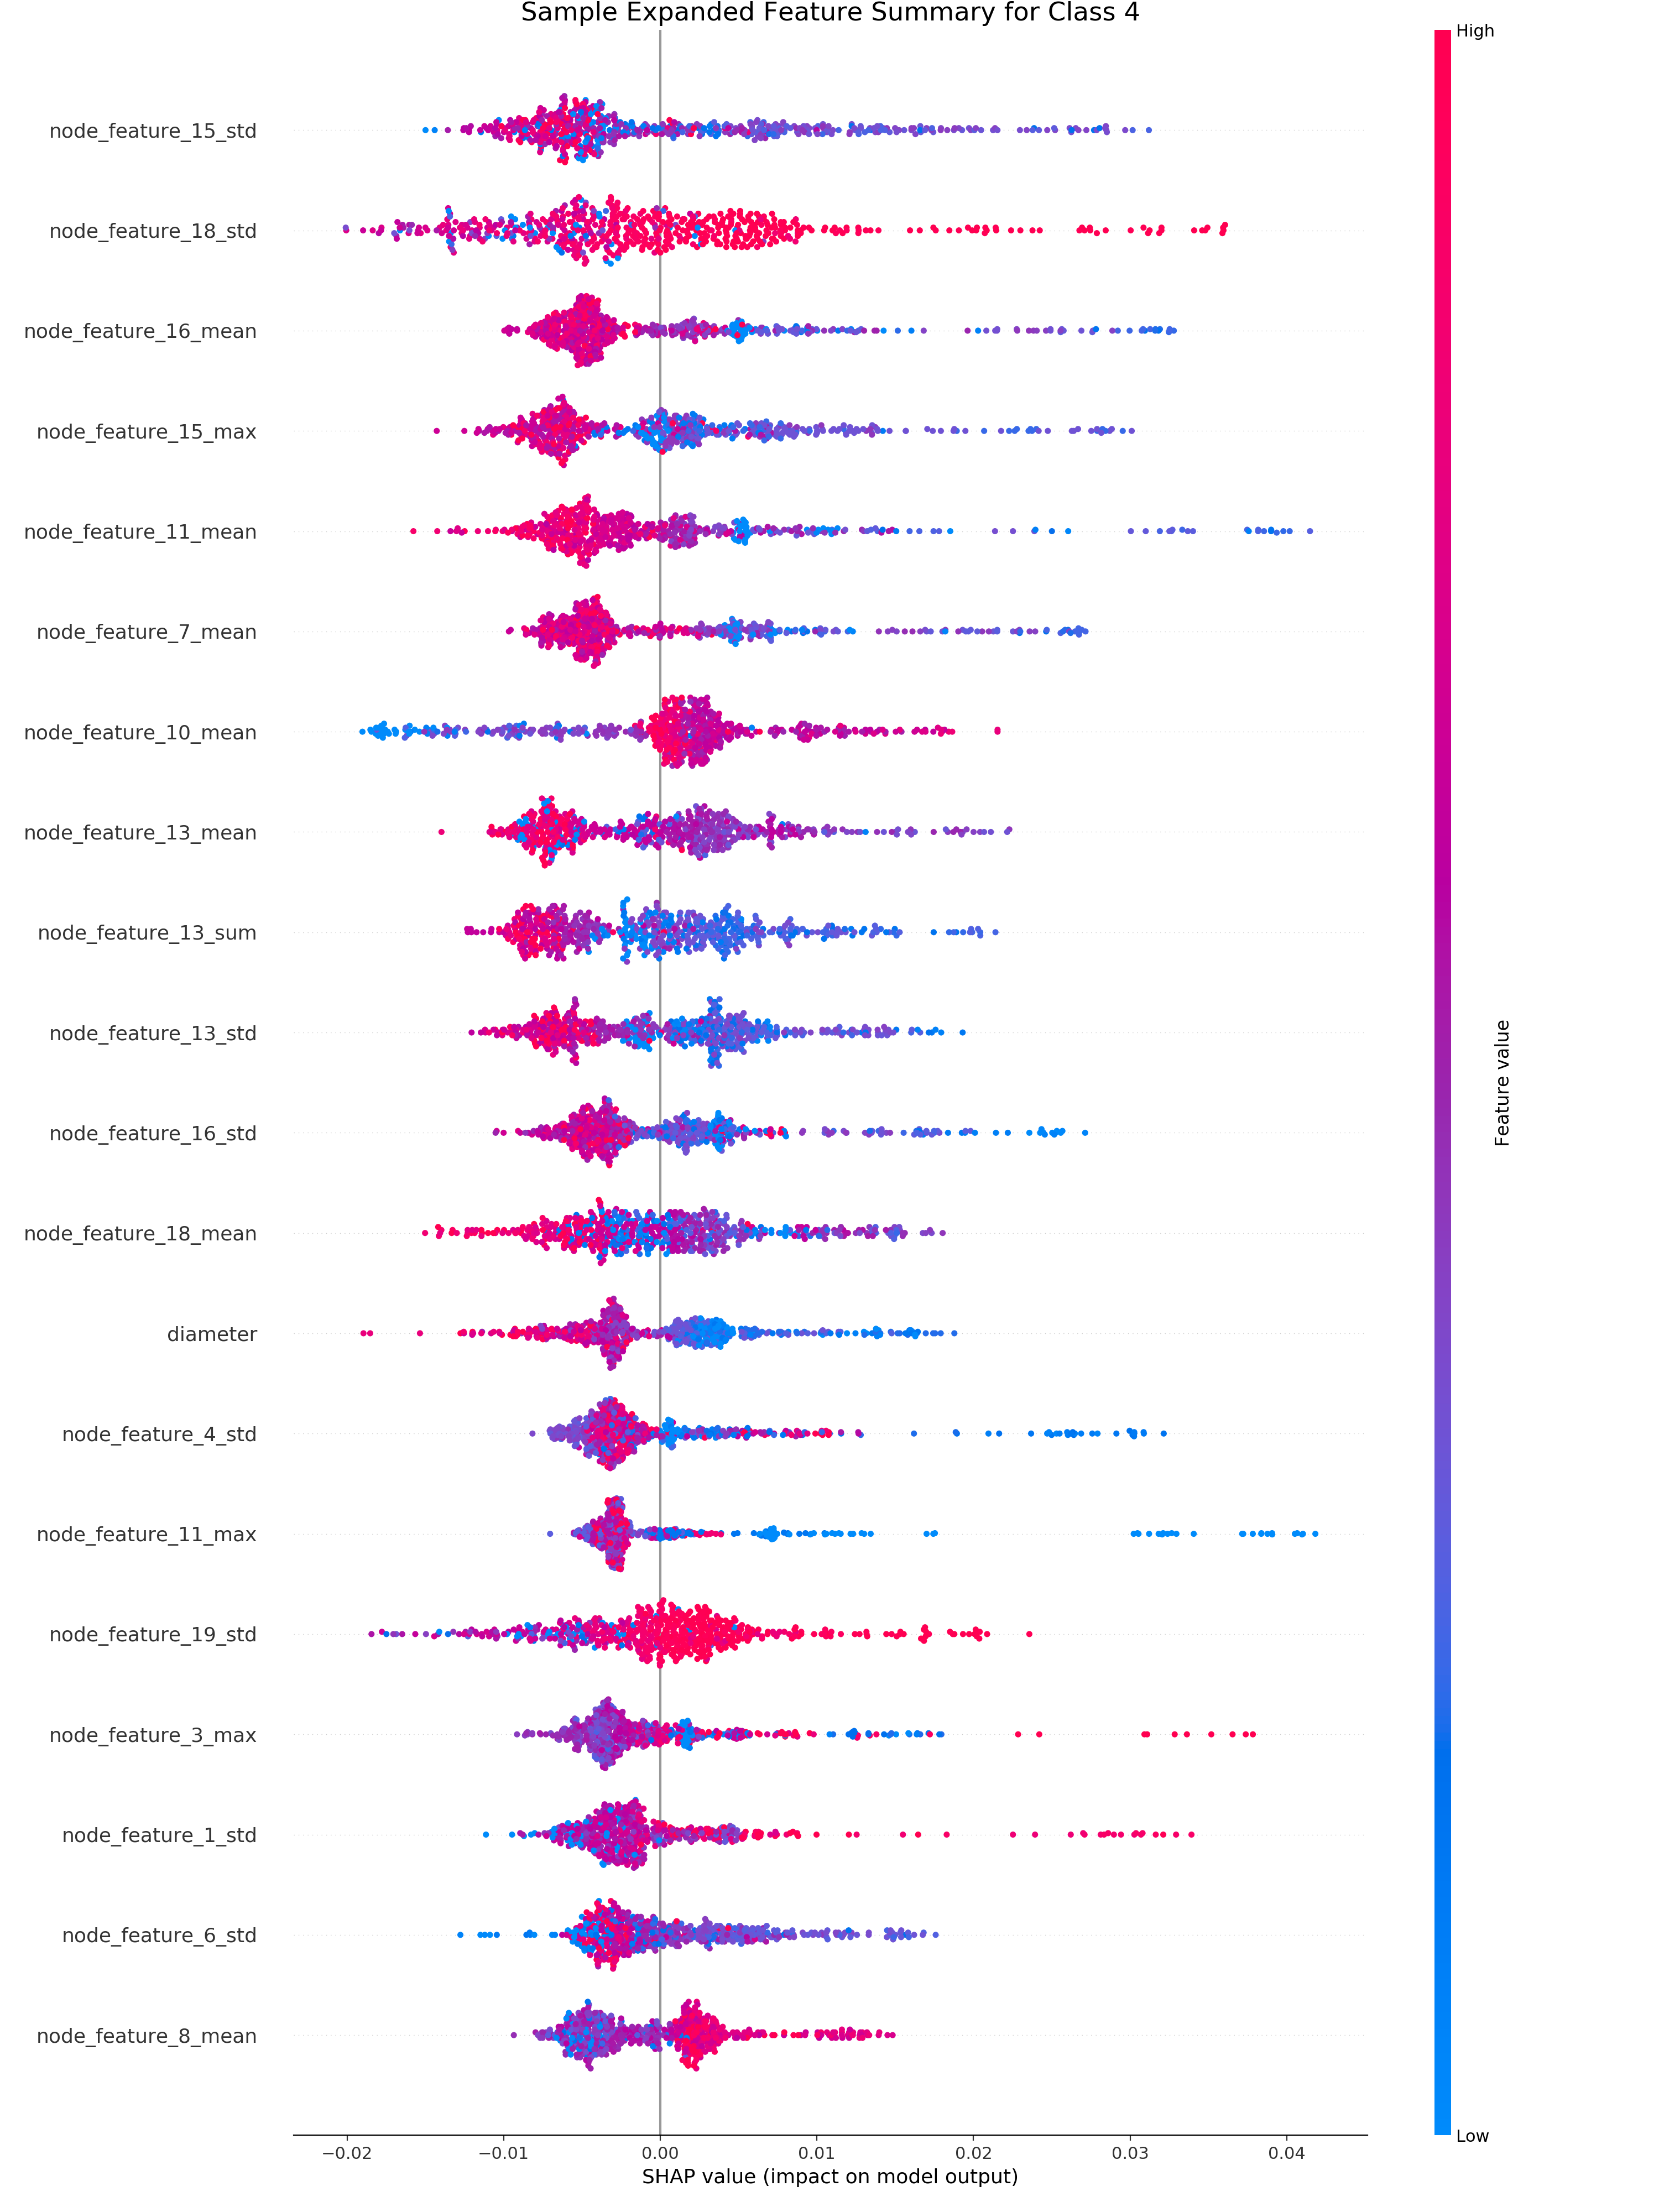 Sample Expanded Feature Summary for Class 4
High
node_feature_15_std
node_feature_18_std
node_feature_16_mean
node_feature_15_max
node_feature_11_mean
node_feature_7_mean
node_feature_10_mean
node_feature_13_mean
node_feature_13_sum
node_feature_13_std
node_feature_16_std
node_feature_18_mean
diameter
node_feature_4_std
node_feature_11_max
node_feature_19_std
node_feature_3_max
node_feature_1_std
node_feature_6_std
node_feature_8_mean
Feature value
Low
−0.02 −0.01 0.00 0.01 0.02 0.03 0.04
SHAP value (impact on model output)